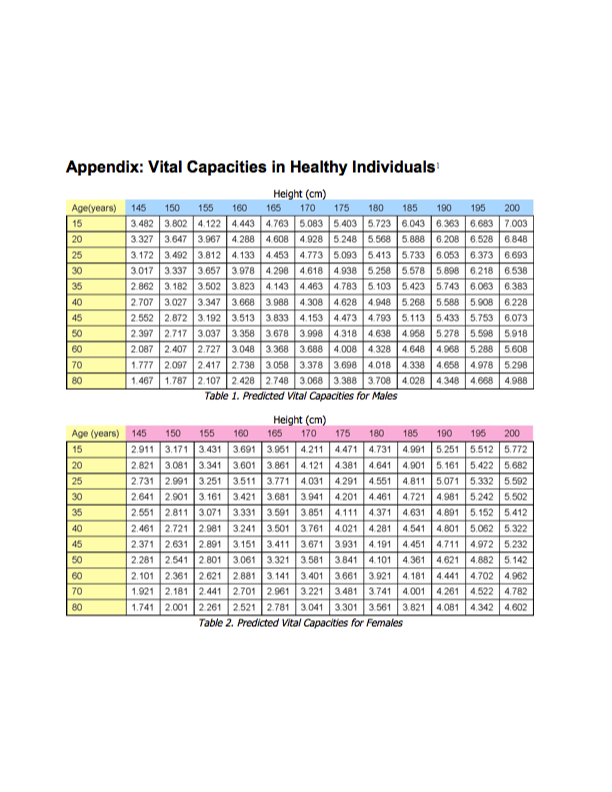 Appendix: Vital Capacities in Healthy Individuals1
Height (cm)
Age(years) 145 150 155 160 165 170 175 180 185 190 195 200
15 3.482 3.802 4.122 4.443 4.763 5.083 5.403 5.723 6.043 6.363 6.683 7.003
20 3.327 3.647 3.967 4.288 4.608 4.928 5.248 5.568 5.888 6.208 6.528 6.848
25 3.172 3.492 3.812 4.133 4.453 4.773 5.093 5.413 5.733 6.053 6.373 6.693
30 3.017 3.337 3.657 3.978 4.298 4.618 4.938 5.258 5.578 5.898 6.218 6.538
35 2.862 3.182 3.502 3.823 4.143 4.463 4.783 5.103 5.423 5.743 6.063 6.383
40 2.707 3.027 3.347 3.668 3.988 4.308 4.628 4.948 5.268 5.588 5.908 6.228
45 2.552 2.872 3.192 3.513 3.833 4.153 4.473 4.793 5.113 5.433 5.753 6.073
50 2.397 2.717 3.037 3.358 3.678 3.998 4.318 4.638 4.958 5.278 5.598 5.918
60 2.087 2.407 2.727 3.048 3.368 3.688 4.008 4.328 4.648 4.968 5.288 5.608
70 1.777 2.097 2.417 2.738 3.058 3.378 3.698 4.018 4.338 4.658 4.978 5.298
80 1.467 1.787 2.107 2.428 2.748 3.068 3.388 3.708 4.028 4.348 4.668 4.988
Table 1. Predicted Vital Capacities for Males
Height (cm)
Age (years) 145 150 155 160 165 170 175 180 185 190 195 200
15 2.911 3.171 3.431 3.691 3.951 4.211 4.471 4.731 4.991 5.251 5.512 5.772
20 2.821 3.081 3.341 3.601 3.861 4.121 4.381 4.641 4.901 5.161 5.422 5.682
25 2.731 2.991 3.251 3.511 3.771 4.031 4.291 4.551 4.811 5.071 5.332 5.592
30 2.641 2.901 3.161 3.421 3.681 3.941 4.201 4.461 4.721 4.981 5.242 5.502
35 2.551 2.811 3.071 3.331 3.591 3.851 4.111 4.371 4.631 4.891 5.152 5.412
40 2.461 2.721 2.981 3.241 3.501 3.761 4.021 4.281 4.541 4.801 5.062 5.322
45 2.371 2.631 2.891 3.151 3.411 3.671 3.931 4.191 4.451 4.711 4.972 5.232
50 2.281 2.541 2.801 3.061 3.321 3.581 3.841 4.101 4.361 4.621 4.882 5.142
60 2.101 2.361 2.621 2.881 3.141 3.401 3.661 3.921 4.181 4.441 4.702 4.962
70 1.921 2.181 2.441 2.701 2.961 3.221 3.481 3.741 4.001 4.261 4.522 4.782
80 1.741 2.001 2.261 2.521 2.781 3.041 3.301 3.561 3.821 4.081 4.342 4.602
Table 2. Predicted Vital Capacities for Females